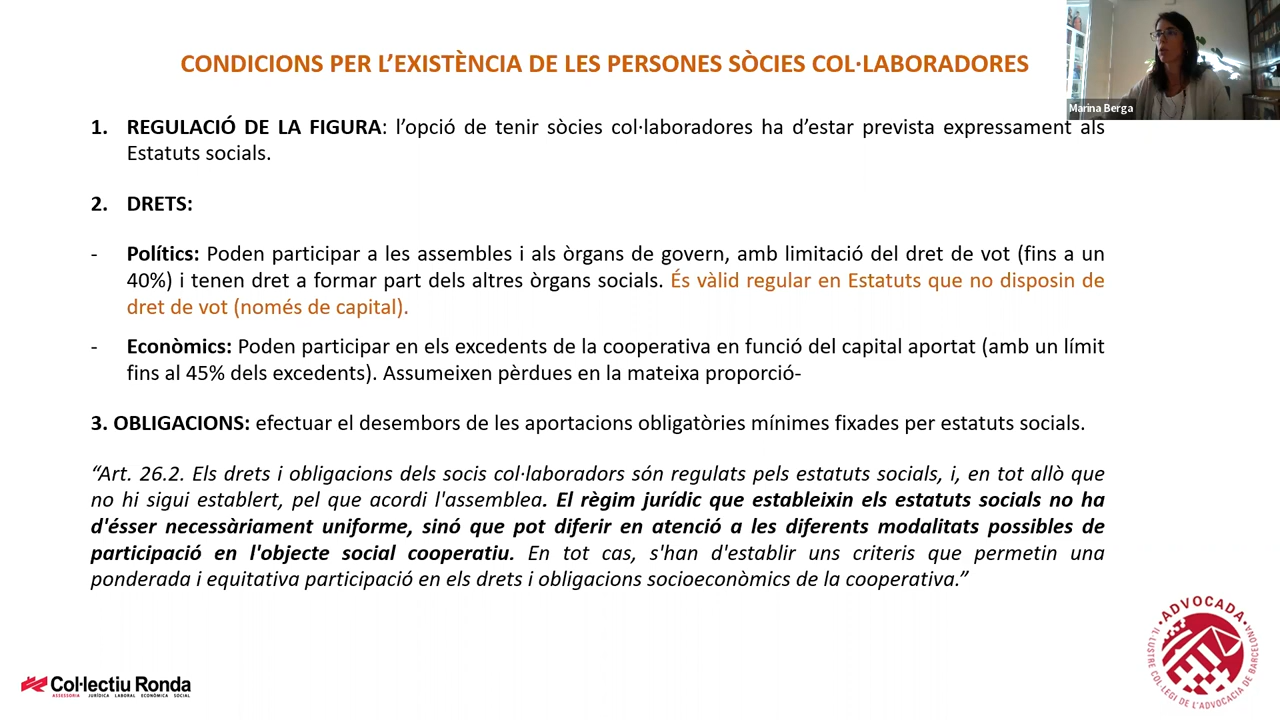 CONDICIONS PER L’EXISTÈNCIA DE LES PERSONES SÒCIES COL·LABORADORES
Marina Berga
1. REGULACIÓ DE LA FIGURA: l’opció de tenir sòcies col·laboradores ha d’estar prevista expressament als
Estatuts socials.
2. DRETS:
- Polítics: Poden participar a les assembles i als òrgans de govern, amb limitació del dret de vot (fins a un
40%) i tenen dret a formar part dels altres òrgans socials. És vàlid regular en Estatuts que no disposin de
dret de vot (només de capital).
- Econòmics: Poden participar en els excedents de la cooperativa en funció del capital aportat (amb un límit
fins al 45% dels excedents). Assumeixen pèrdues en la mateixa proporció-
3. OBLIGACIONS: efectuar el desembors de les aportacions obligatòries mínimes fixades per estatuts socials.
“Art. 26.2. Els drets i obligacions dels socis col·laboradors són regulats pels estatuts socials, i, en tot allò que
no hi sigui establert, pel que acordi l'assemblea. El règim jurídic que estableixin els estatuts socials no ha
d'ésser necessàriament uniforme, sinó que pot diferir en atenció a les diferents modalitats possibles de
participació en l'objecte social cooperatiu. En tot cas, s'han d'establir uns criteris que permetin una
ponderada i equitativa participació en els drets i obligacions socioeconòmics de la cooperativa.”
Col·lectiu Ronda
ASSESSORIA JURÍDICA LABORAL ECONÒMICA SOCIAL
·ADVOCADA·
IL·LUSTRE COL·LEGI DE L'ADVOCACIA DE BARCELONA